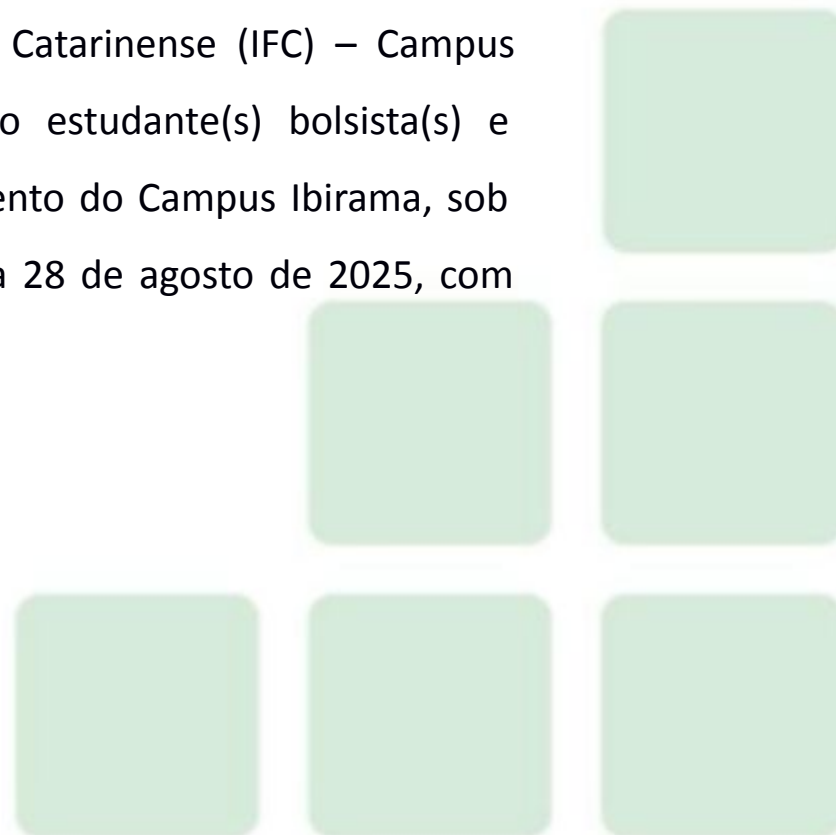 Catarinense (IFC) – Campus
o estudante(s) bolsista(s) e
ento do Campus Ibirama, sob
a 28 de agosto de 2025, com